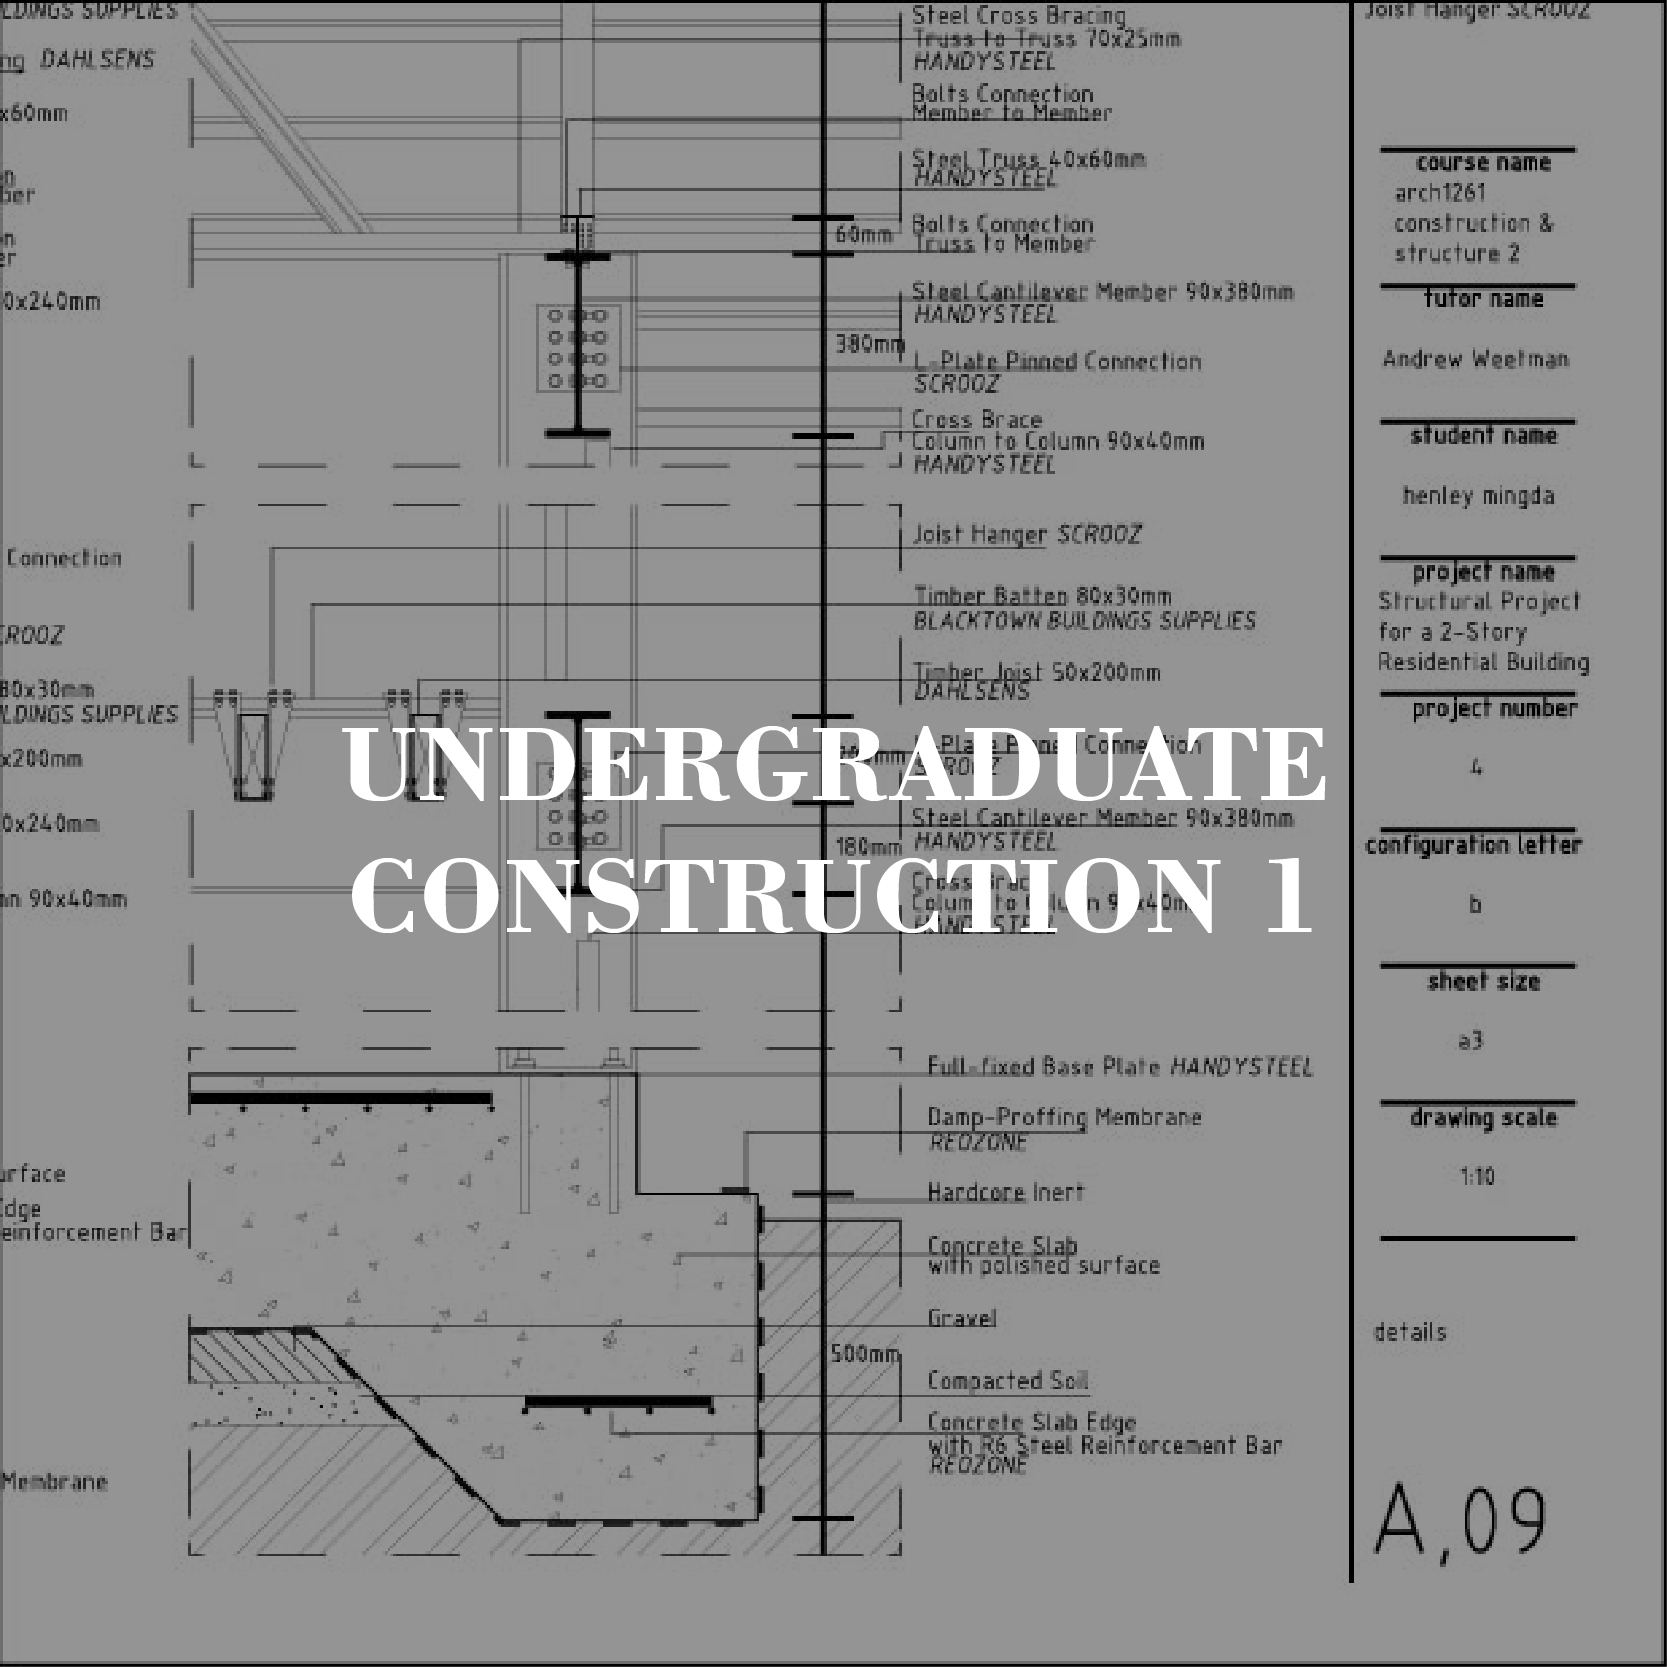 LDINGS SUPPLIES
ng DAHLSENS
x60mm
ber
0x240mm
Connection
CROOZ
80x30mm
LDINGS SUPPLIES
x200mm
0x240mm
mn 90x40mm
urface
Edge
einforcement Bar
Membrane
60mm
380mm
180mm
500mm
Steel Cross Bracing
Truss to Truss 70x25mm
HANDYSTEEL
Bolts Connection
Member to Member
Steel Truss 40x60mm
HANDYSTEEL
Bolts Connection
Truss to Member
Steel Cantilever Member 90x380mm
HANDYSTEEL
L-Plate Pinned Connection
SCROOZ
Cross Brace
Column to Column 90x40mm
HANDYSTEEL
Joist Hanger SCROOZ
Timber Batten 80x30mm
BLACKTOWN BUILDINGS SUPPLIES
Timber Joist 50x200mm
DAHLSENS
L-Plate Pinned Connection
SCROOZ
UNDERGRADUATE
Steel Cantilever Member 90x380mm
HANDYSTEEL
CONSTRUCTION 1
Cross Brace
Column to Column 90x40mm
HANDYSTEEL
Full-fixed Base Plate HANDYSTEEL
Damp-Proffing Membrane
REDZONE
Hardcore Inert
Concrete Slab
with polished surface
Gravel
Compacted Soil
Concrete Slab Edge
with R6 Steel Reinforcement Bar
REDZONE
Joist Hanger SCROOZ
course name
arch1261
construction &
structure 2
tutor name
Andrew Weetman
student name
henley mingda
project name
Structural Project
for a 2-Story
Residential Building
project number
4
configuration letter
b
sheet size
a3
drawing scale
1:10
details
A,09